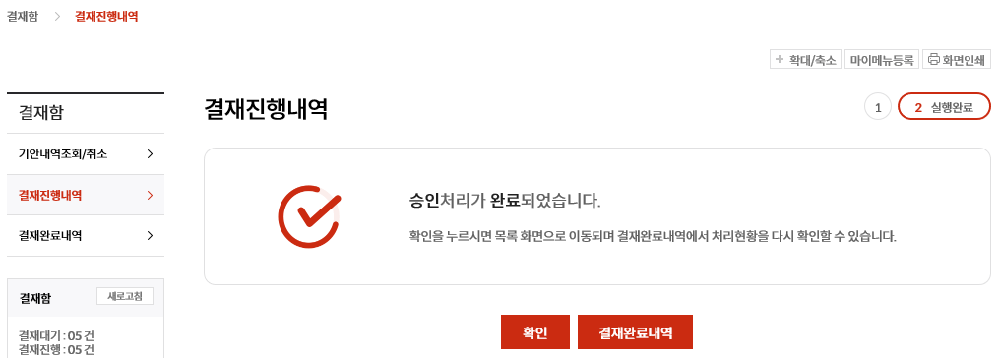 결재함 > 결재진행내역
+ 확대/축소 마이메뉴등록 화면인쇄
결재함
기안내역조회/취소
결재진행내역
결재완료내역
결재함 새로고침
결재대기 : 05 건
결재진행 : 05 건
결재진행내역
1 2 실행완료
승인처리가 완료되었습니다.
확인을 누르시면 목록 화면으로 이동되며 결재완료내역에서 처리현황을 다시 확인할 수 있습니다.
확인 결재완료내역